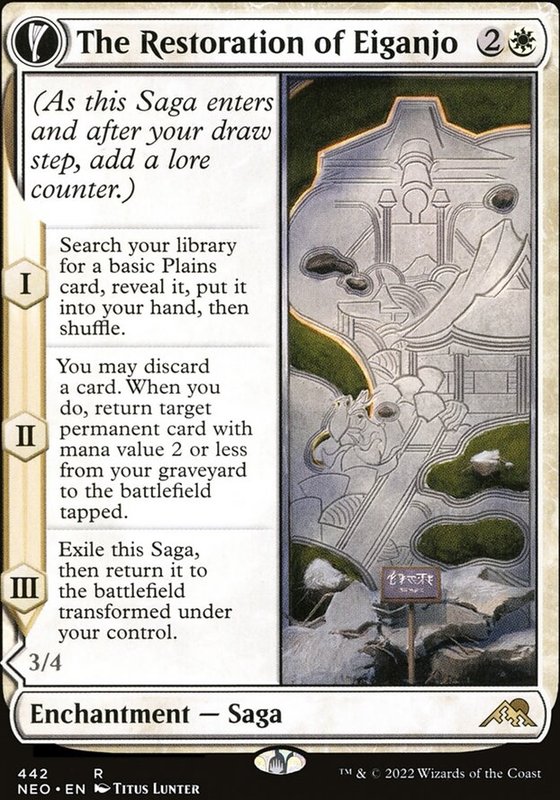 The Restoration of Eiganjo 2
(As this Saga enters
and after your draw
step, add a lore
counter.)
I
Search your library
for a basic Plains
card, reveal it, put it
into your hand, then
shuffle.
II
You may discard
a card. When you
do, return target
permanent card with
mana value 2 or less
from your graveyard
to the battlefield
tapped.
III
Exile this Saga,
then return it to
the battlefield
transformed under
your control.
3/4
Enchantment — Saga
442 R
NEO • EN Titus Lunter
™ & © 2022 Wizards of the Coast